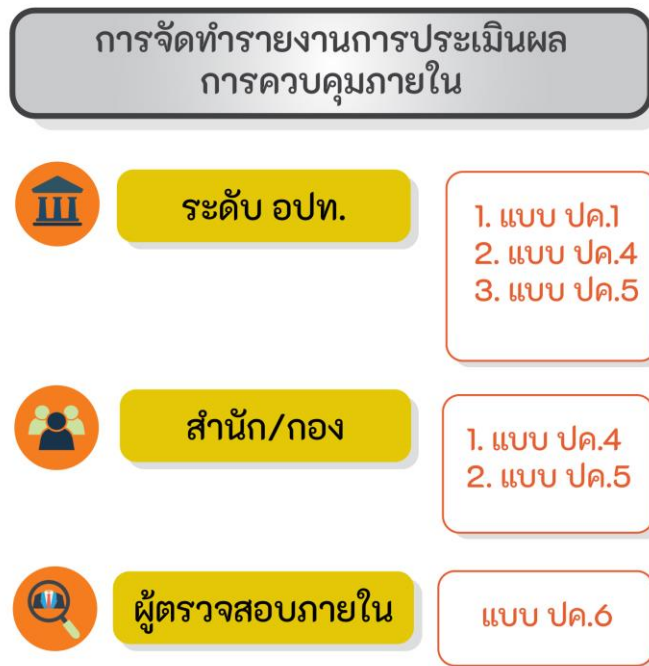 การจัดทำรายงานการประเมินผล
การควบคุมภายใน
ระดับ อปท.
1. แบบ ปค.1
2. แบบ ปค.4
3. แบบ ปค.5
สำนัก/กอง
1. แบบ ปค.4
2. แบบ ปค.5
ผู้ตรวจสอบภายใน
แบบ ปค.6